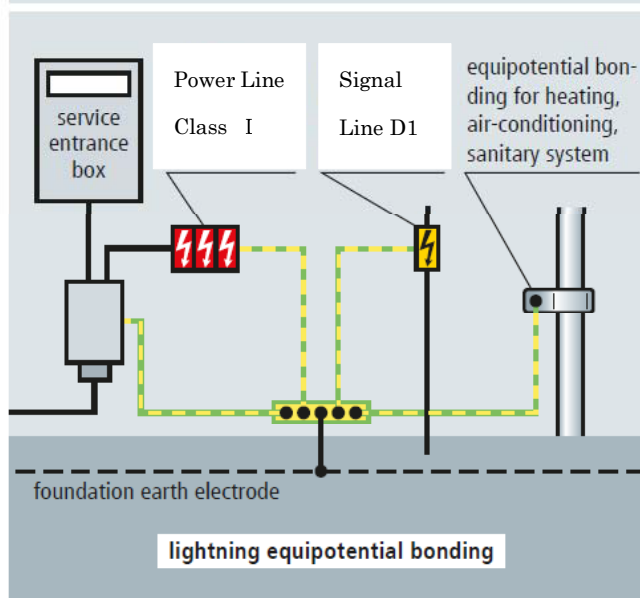 service
entrance
box
Power Line
Class I
Signal
Line D1
equipotential bon-
ding for heating,
air-conditioning,
sanitary system
foundation earth electrode
lightning equipotential bonding